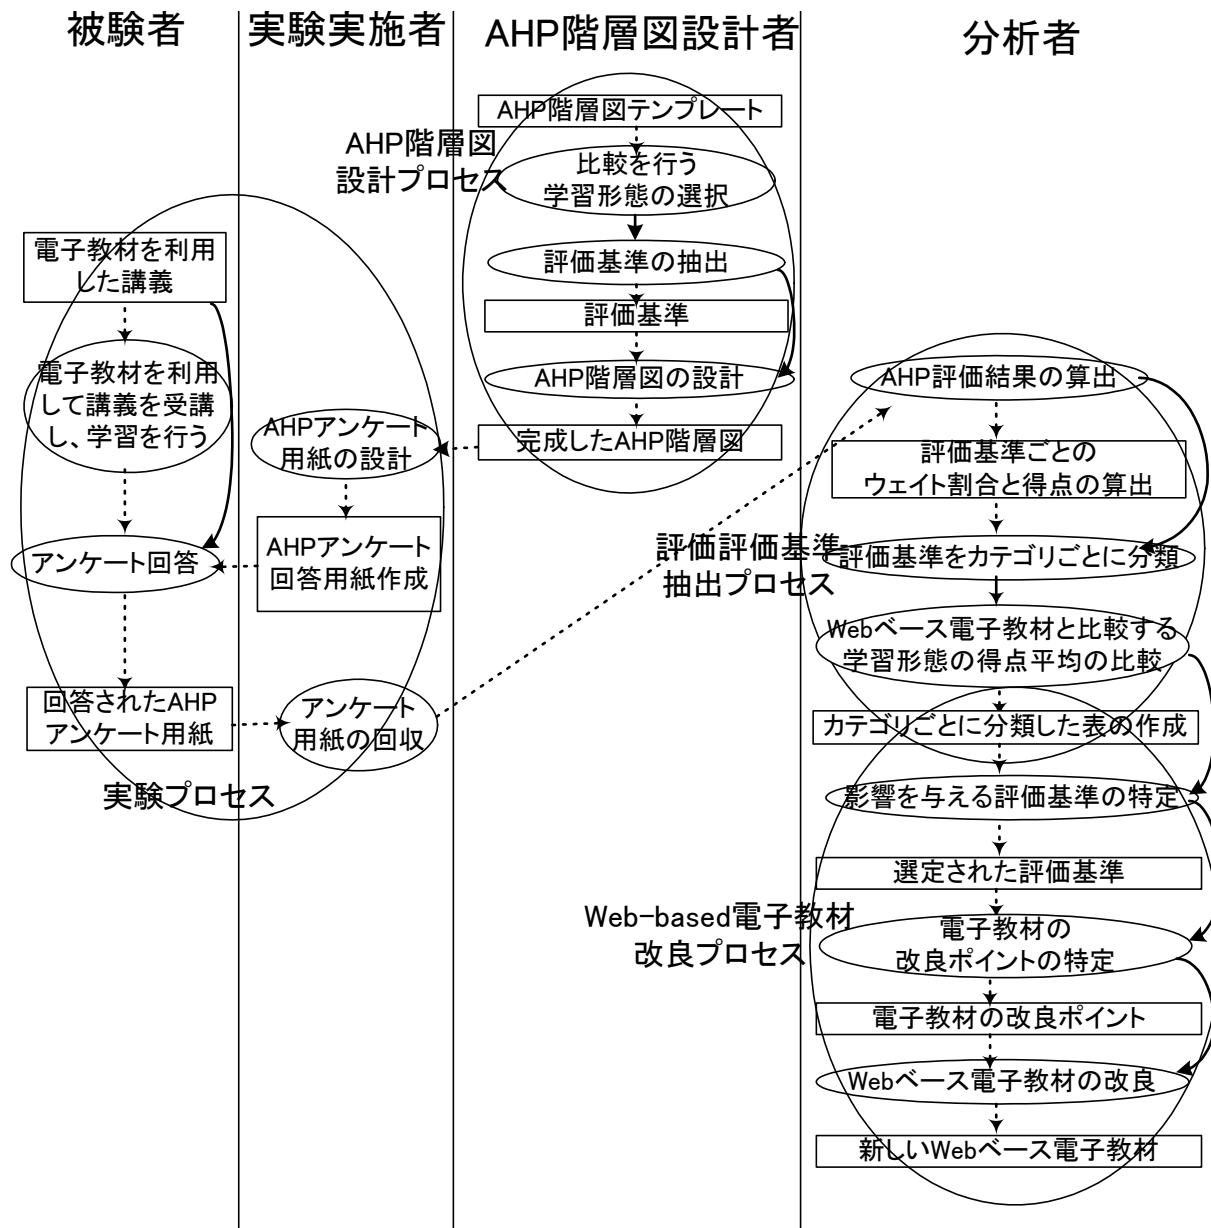 被験者
実験実施者
AHP階層図設計者
分析者
AHP階層図
設計プロセス
AHP階層図テンプレート
比較を行う
学習形態の選択
評価基準の抽出
評価基準
AHP階層図の設計
完成したAHP階層図
電子教材を利用
した講義
電子教材を利用
して講義を受講
し、学習を行う
アンケート回答
回答されたAHP
アンケート用紙
AHPアンケート
用紙の設計
AHPアンケート
回答用紙作成
アンケート
用紙の回収
実験プロセス
AHP評価結果の算出
評価基準ごとの
ウェイト割合と得点の算出
評価評価基準
抽出プロセス
評価基準をカテゴリごとに分類
Webベース電子教材と比較する
学習形態の得点平均の比較
カテゴリごとに分類した表の作成
影響を与える評価基準の特定
選定された評価基準
Web-based電子教材
改良プロセス
電子教材の
改良ポイントの特定
電子教材の改良ポイント
Webベース電子教材の改良
新しいWebベース電子教材